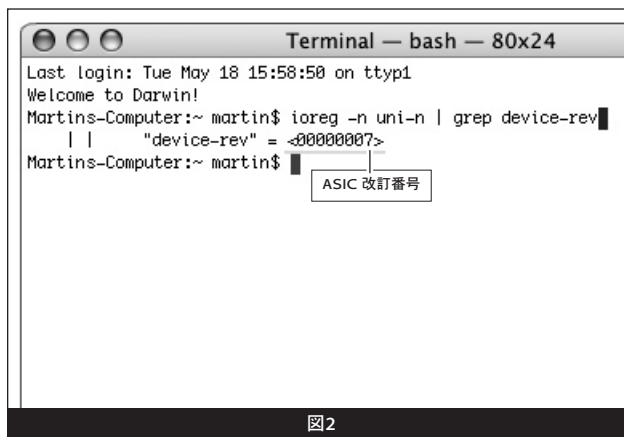 Terminal — bash — 80x24
Last login: Tue May 18 15:58:50 on ttyp1
Welcome to Darwin!
Martins-Computer:~ martin$ ioreg -n uni-n | grep device-rev
| | "device-rev" = <00000007>
Martins-Computer:~ martin$
ASIC 改訂番号
図2